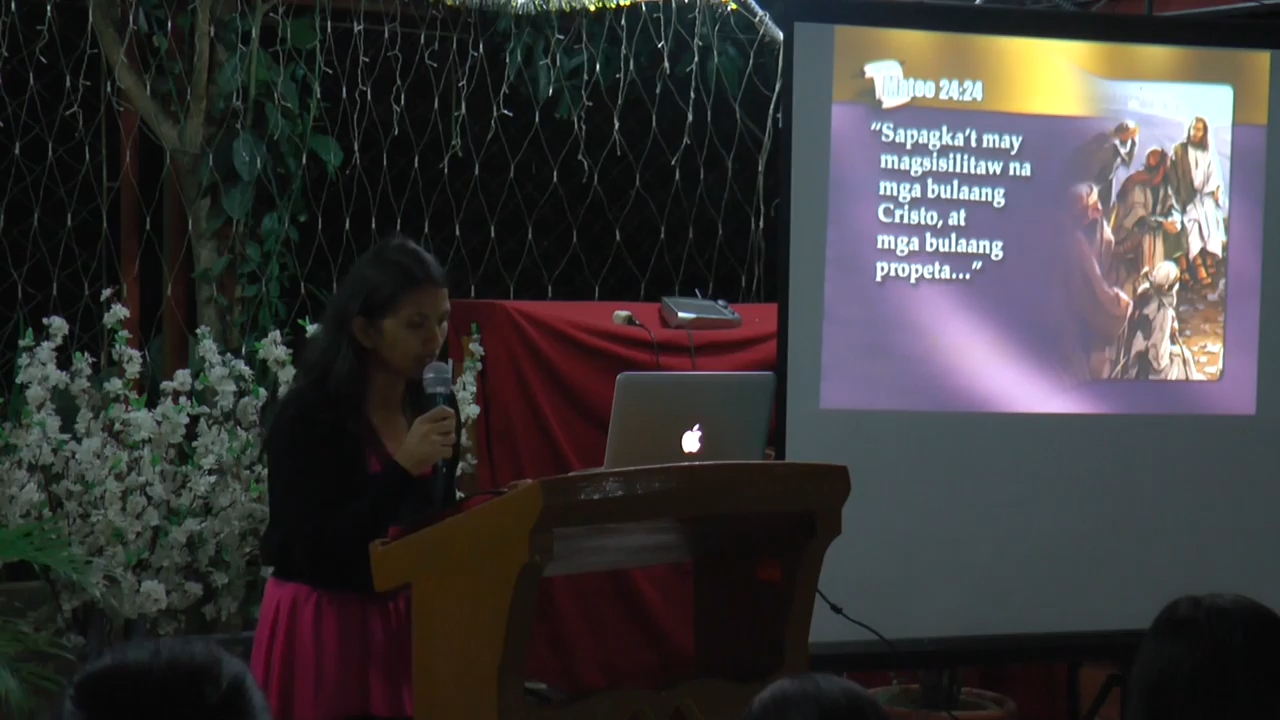 Mateo 24:24
“Sapagka’t may
magsisilitaw na
mga bulaang
Cristo, at
mga bulaang
propeta...”